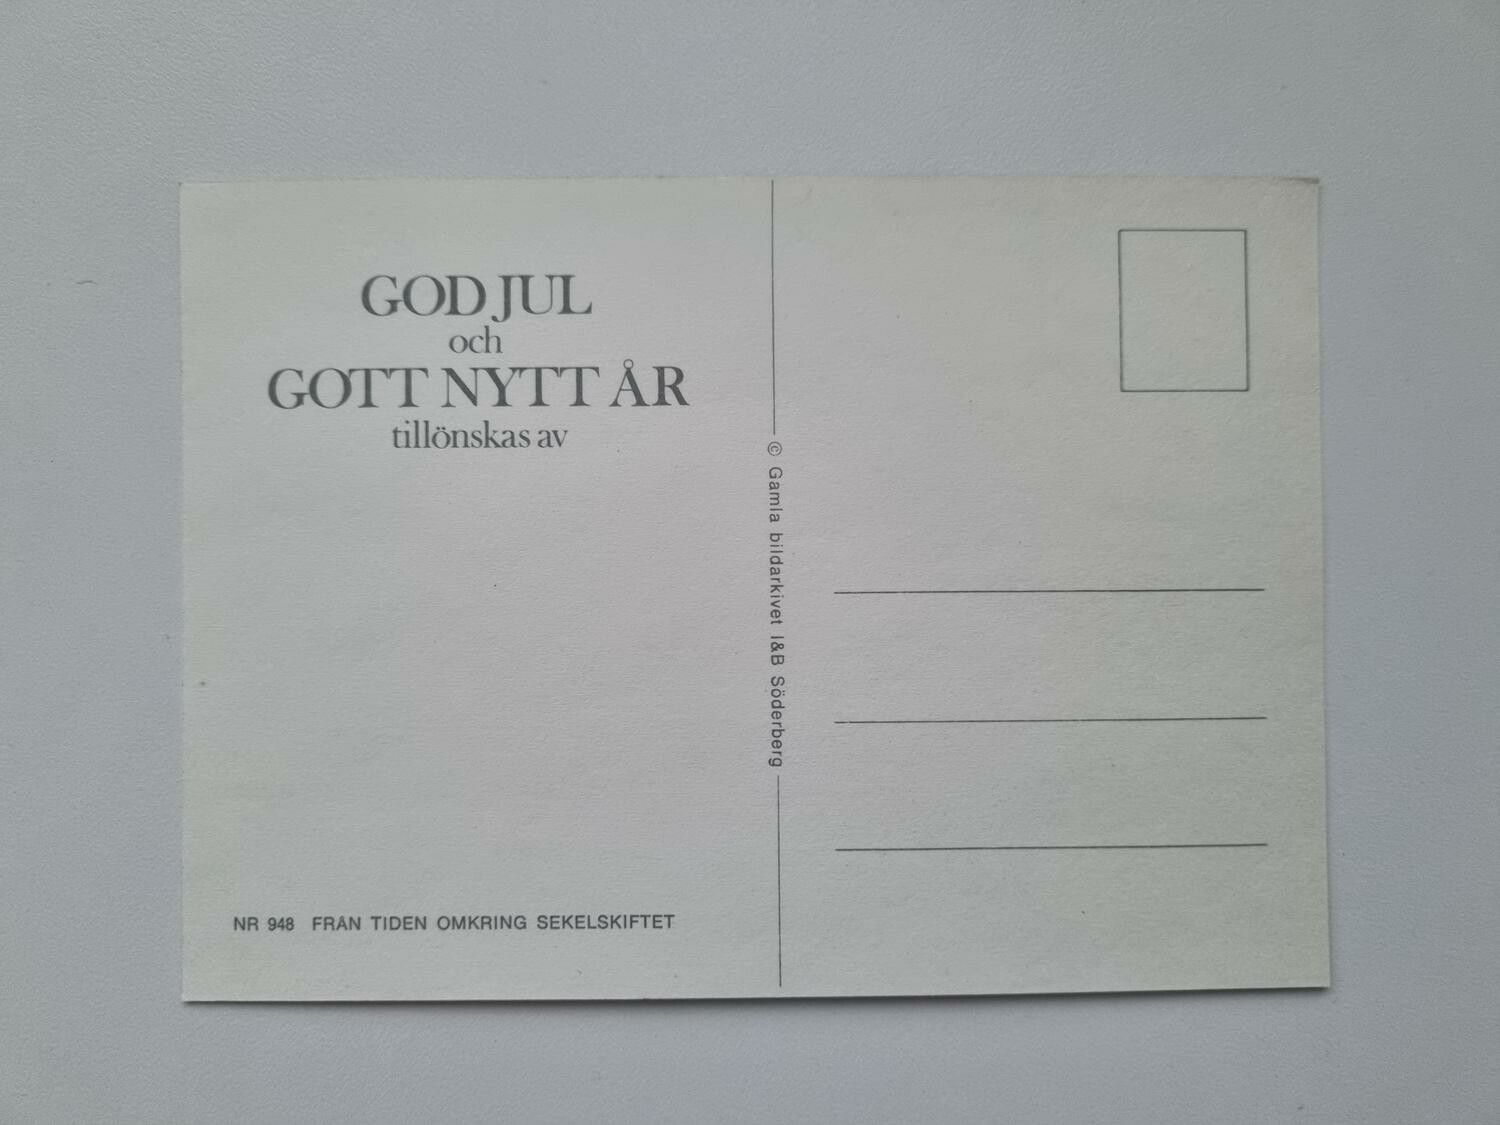 GOD JUL
och
GOTT NYTT ÅR
tillönskas av
NR 948 FRÅN TIDEN OMKRING SEKELSKIFTET
© Gamla bildarkivet I&B Söderberg